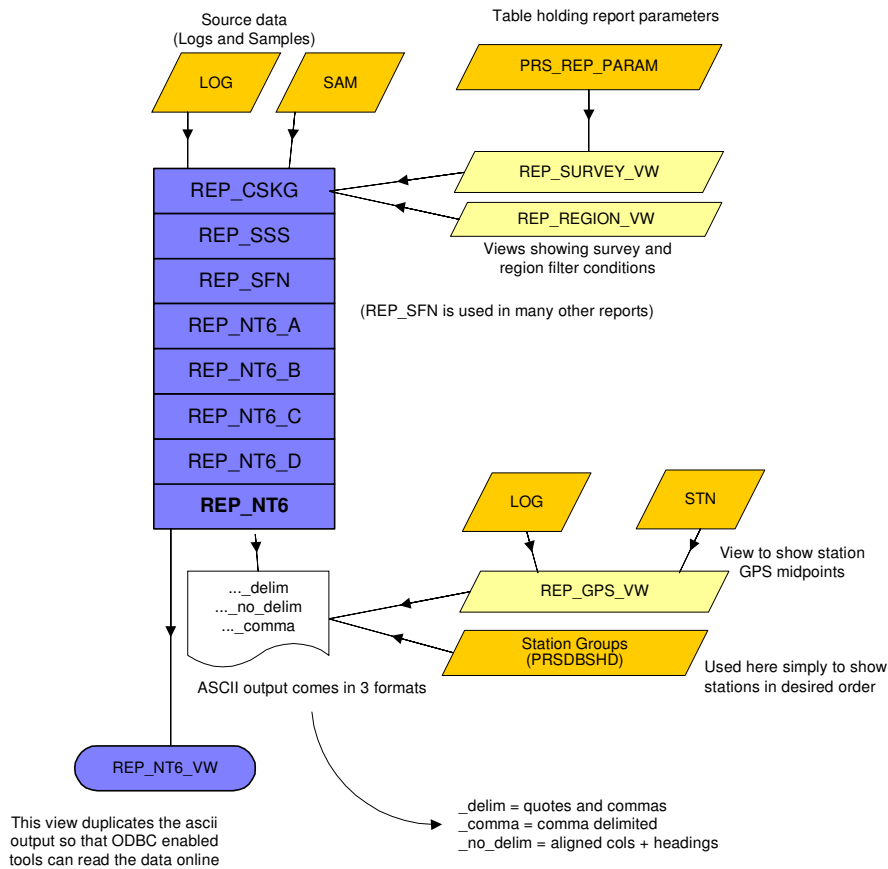 Source data
(Logs and Samples)
Table holding report parameters
LOG
SAM
PRS_REP_PARAM
REP_CSKG
REP_SURVEY_VW
REP_REGION_VW
REP_SSS
Views showing survey and
region filter conditions
REP_SFN
(REP_SFN is used in many other reports)
REP_NT6_A
REP_NT6_B
REP_NT6_C
REP_NT6_D
REP_NT6
LOG
STN
View to show station
GPS midpoints
..._delim
..._no_delim
..._comma
REP_GPS_VW
Station Groups
(PRSDBSHD)
Used here simply to show
stations in desired order
ASCII output comes in 3 formats
REP_NT6_VW
This view duplicates the ascii
output so that ODBC enabled
tools can read the data online
_delim = quotes and commas
_comma = comma delimited
_no_delim = aligned cols + headings